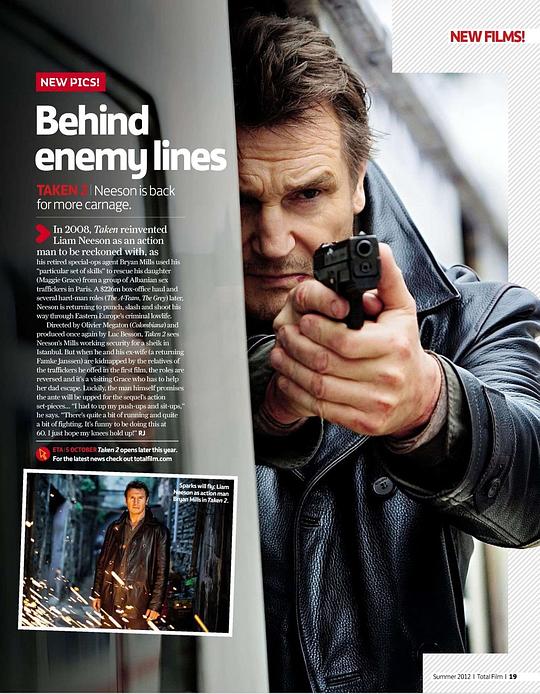 NEW FILMS!
NEW PICS!
Behind
enemy lines
TAKEN 2 | Neeson is back
for more carnage.
In 2008, Taken reinvented
Liam Neeson as an action
man to be reckoned with, as
his retired special-ops agent Bryan Mills used his
"particular set of skills" to rescue his daughter
(Maggie Grace) from a group of Albanian sex
traffickers in Paris. A $226m box-office haul and
several hard-man roles (The A-Team, The Grey) later,
Neeson is returning to punch, slash and shoot his
way through Eastern Europe's criminal lowlife.
Directed by Olivier Megaton (Colombiana) and
produced once again by Luc Besson, Taken 2 sees
Neeson's Mills working security for a sheik in
Istanbul. But when he and his ex-wife (a returning
Famke Janssen) are kidnapped by the relatives of
the traffickers he offed in the first film, the roles are
reversed and it's a visiting Grace who has to help
her dad escape. Luckily, the man himself promises
the ante will be upped for the sequel's action
set-pieces... "I had to up my push-ups and sit-ups,"
he says. "There's quite a bit of running and quite
a bit of fighting. It's funny to be doing this at
60. I just hope my knees hold up!" RJ
ETA | 5 OCTOBER Taken 2 opens later this year.
For the latest news check out totalfilm.com
Sparks will fly: Liam
Neeson as action man
Bryan Mills in Taken 2.
Summer 2012 | Total Film | 19